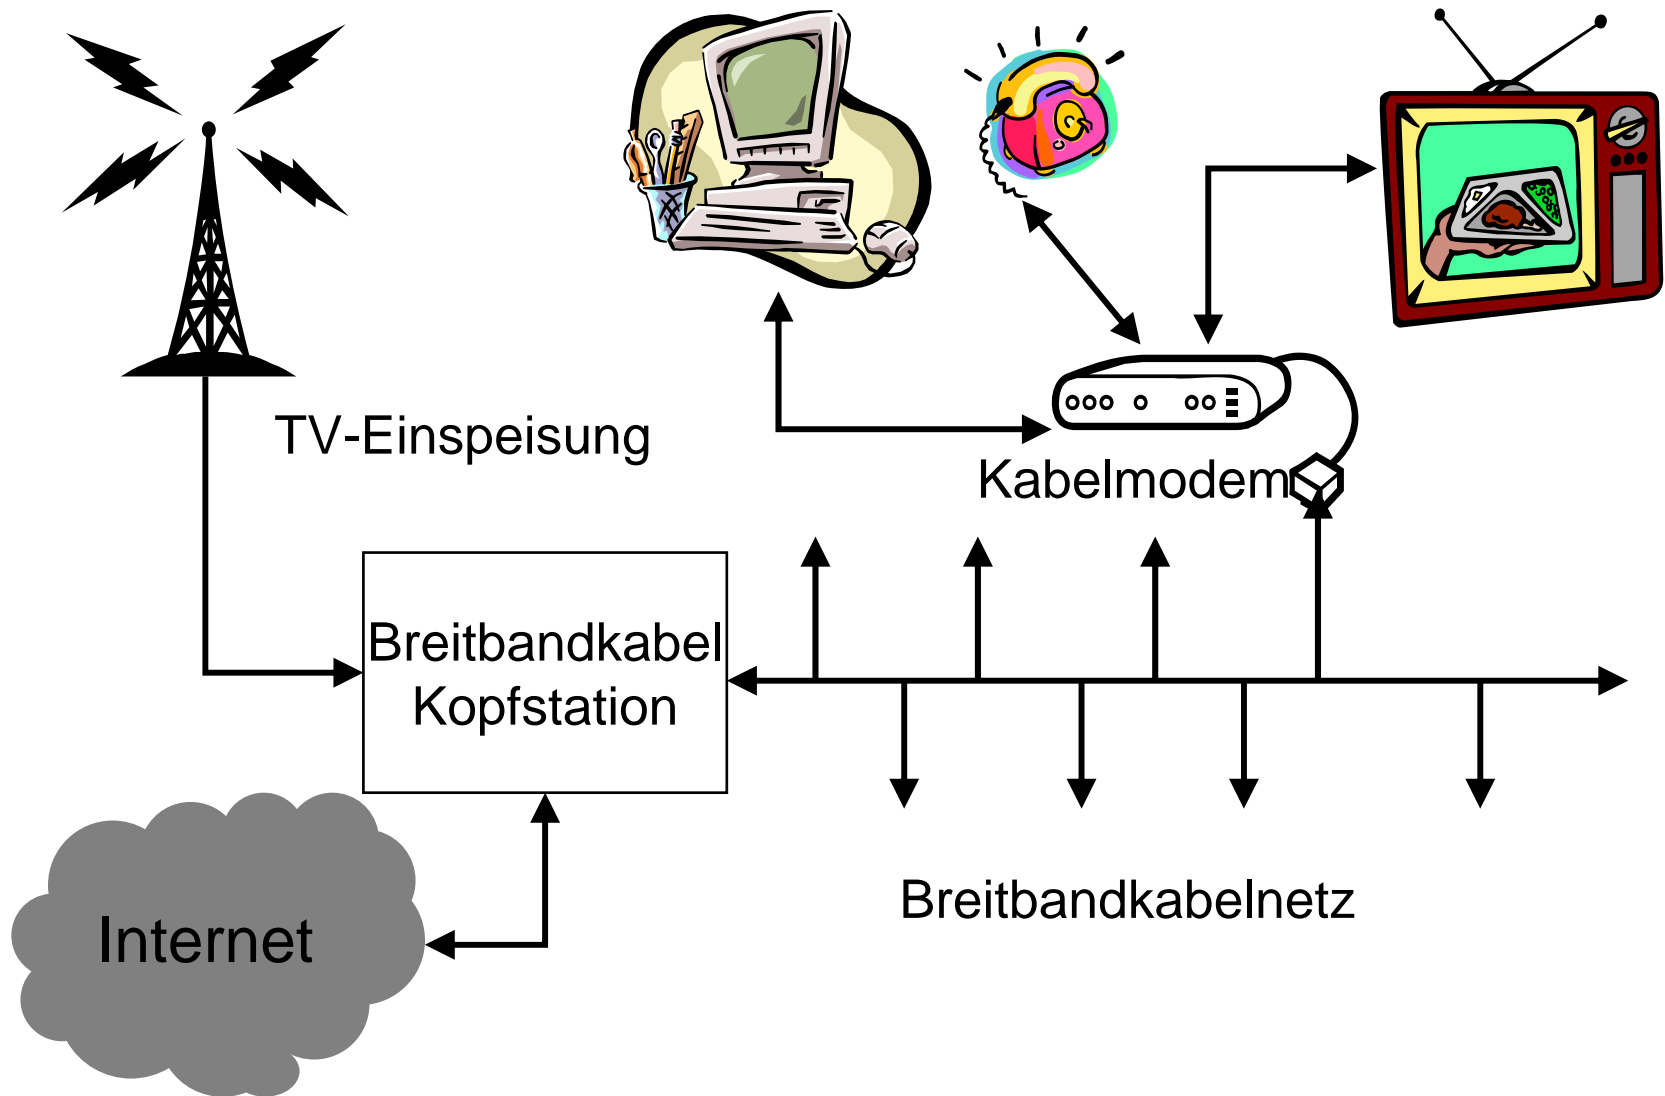 TV-Einspeisung
Kabelmodem
Breitbandkabel
Kopfstation
Breitbandkabelnetz
Internet